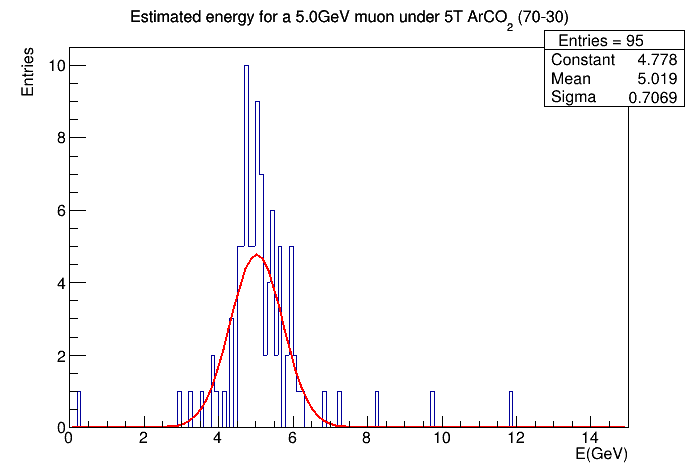 Estimated energy for a 5.0GeV muon under 5T ArCO2 (70-30)
Entries = 95
Constant 4.778
Mean 5.019
Sigma 0.7069
Entries
10
8
6
4
2
0
0 2 4 6 8 10 12 14
E(GeV)